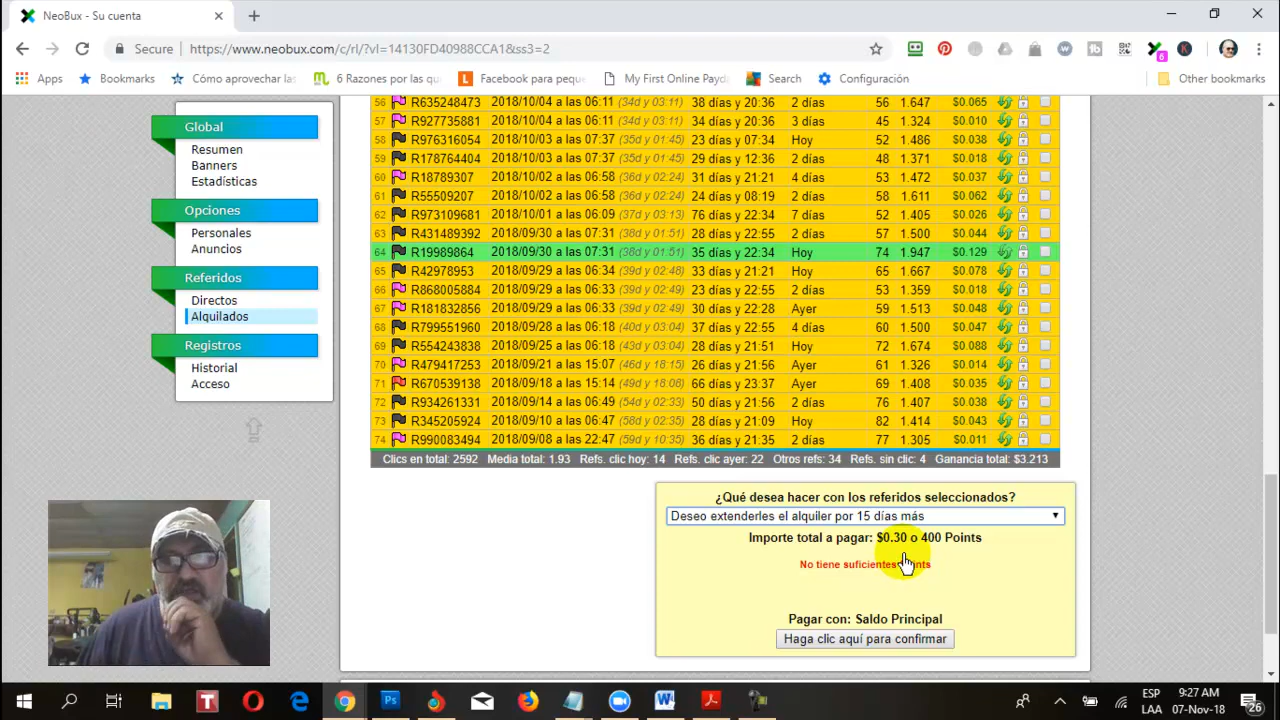 NeoBux - Su cuenta
Secure https://www.neobux.com/c/rl/?vl=14130FD40988CCA1&ss3=2
6
Apps Bookmarks Cómo aprovechar las 6 Razones por las qu Facebook para peque My First Online Payda Search Configuración Other bookmarks
Global
Resumen
Banners
Estadísticas
Opciones
Personales
Anuncios
Referidos
Directos
Alquilados
Registros
Historial
Acceso
56 R635248473 2018/10/04 a las 06:11 (34d y 03:11) 38 días y 20:36 2 días 56 1.647 $0.065
57 R927735881 2018/10/04 a las 06:11 (34d y 03:11) 34 días y 20:36 3 días 45 1.324 $0.010
58 R976316054 2018/10/03 a las 07:37 (35d y 01:45) 23 días y 07:34 Hoy 52 1.486 $0.038
59 R178764404 2018/10/03 a las 07:37 (35d y 01:45) 29 días y 12:36 2 días 48 1.371 $0.018
60 R18789307 2018/10/02 a las 06:58 (36d y 02:24) 31 días y 21:21 4 días 53 1.472 $0.037
61 R55509207 2018/10/02 a las 06:58 (36d y 02:24) 24 días y 08:19 2 días 58 1.611 $0.062
62 R973109681 2018/10/01 a las 06:09 (37d y 03:13) 76 días y 22:34 7 días 52 1.405 $0.026
63 R431489392 2018/09/30 a las 07:31 (38d y 01:51) 28 días y 22:55 2 días 57 1.500 $0.044
64 R19989864 2018/09/30 a las 07:31 (38d y 01:51) 35 días y 22:34 Hoy 74 1.947 $0.129
65 R42978953 2018/09/29 a las 06:34 (39d y 02:48) 33 días y 21:21 Hoy 65 1.667 $0.078
66 R868005884 2018/09/29 a las 06:33 (39d y 02:49) 23 días y 22:55 2 días 53 1.359 $0.018
67 R181832856 2018/09/29 a las 06:33 (39d y 02:49) 30 días y 22:28 Ayer 59 1.513 $0.048
68 R799551960 2018/09/28 a las 06:18 (40d y 03:04) 37 días y 22:55 4 días 60 1.500 $0.047
69 R554243838 2018/09/25 a las 06:18 (43d y 03:04) 28 días y 21:51 Hoy 72 1.674 $0.088
70 R479417253 2018/09/21 a las 15:07 (46d y 18:15) 26 días y 21:56 Ayer 61 1.326 $0.014
71 R670539138 2018/09/18 a las 15:14 (49d y 18:08) 66 días y 23:37 Ayer 69 1.408 $0.035
72 R934261331 2018/09/14 a las 06:49 (54d y 02:33) 50 días y 21:56 2 días 76 1.407 $0.038
73 R345205924 2018/09/10 a las 06:47 (58d y 02:35) 28 días y 21:09 Hoy 82 1.414 $0.043
74 R990083494 2018/09/08 a las 22:47 (59d y 10:35) 36 días y 21:35 2 días 77 1.305 $0.011
Clics en total: 2592 Media total: 1.93 Refs. clic hoy: 14 Refs. clic ayer: 22 Otros refs: 34 Refs. sin clic: 4 Ganancia total: $3.213
¿Qué desea hacer con los referidos seleccionados?
Deseo extenderles el alquiler por 15 días más
Importe total a pagar: $0.30 o 400 Points
No tiene suficientes Points
Pagar con: Saldo Principal
Haga clic aquí para confirmar
ESP 9:27 AM
LAA 07-Nov-18
26